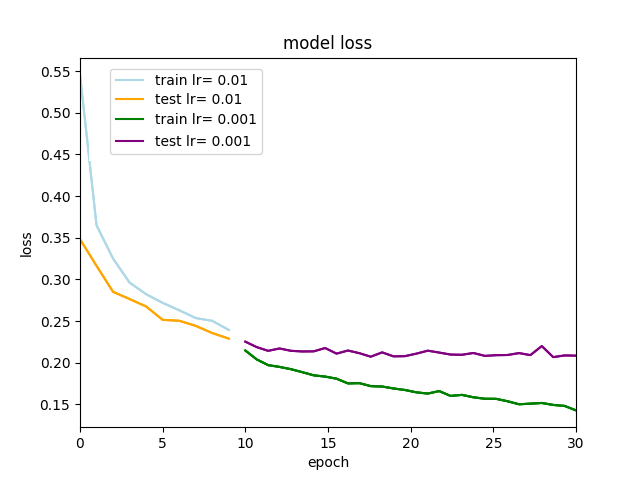 model loss
train lr= 0.01
test lr= 0.01
train lr= 0.001
test lr= 0.001
loss
0.55
0.50
0.45
0.40
0.35
0.30
0.25
0.20
0.15
0 5 10 15 20 25 30
epoch